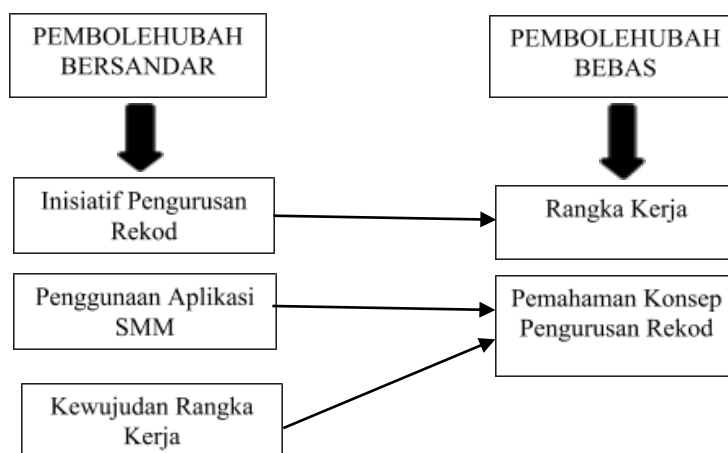 PEMBOLEHUBAH
BERSANDAR
PEMBOLEHUBAH
BEBAS
Inisiatif Pengurusan
Rekod
Rangka Kerja
Penggunaan Aplikasi
SMM
Pemahaman Konsep
Pengurusan Rekod
Kewujudan Rangka
Kerja